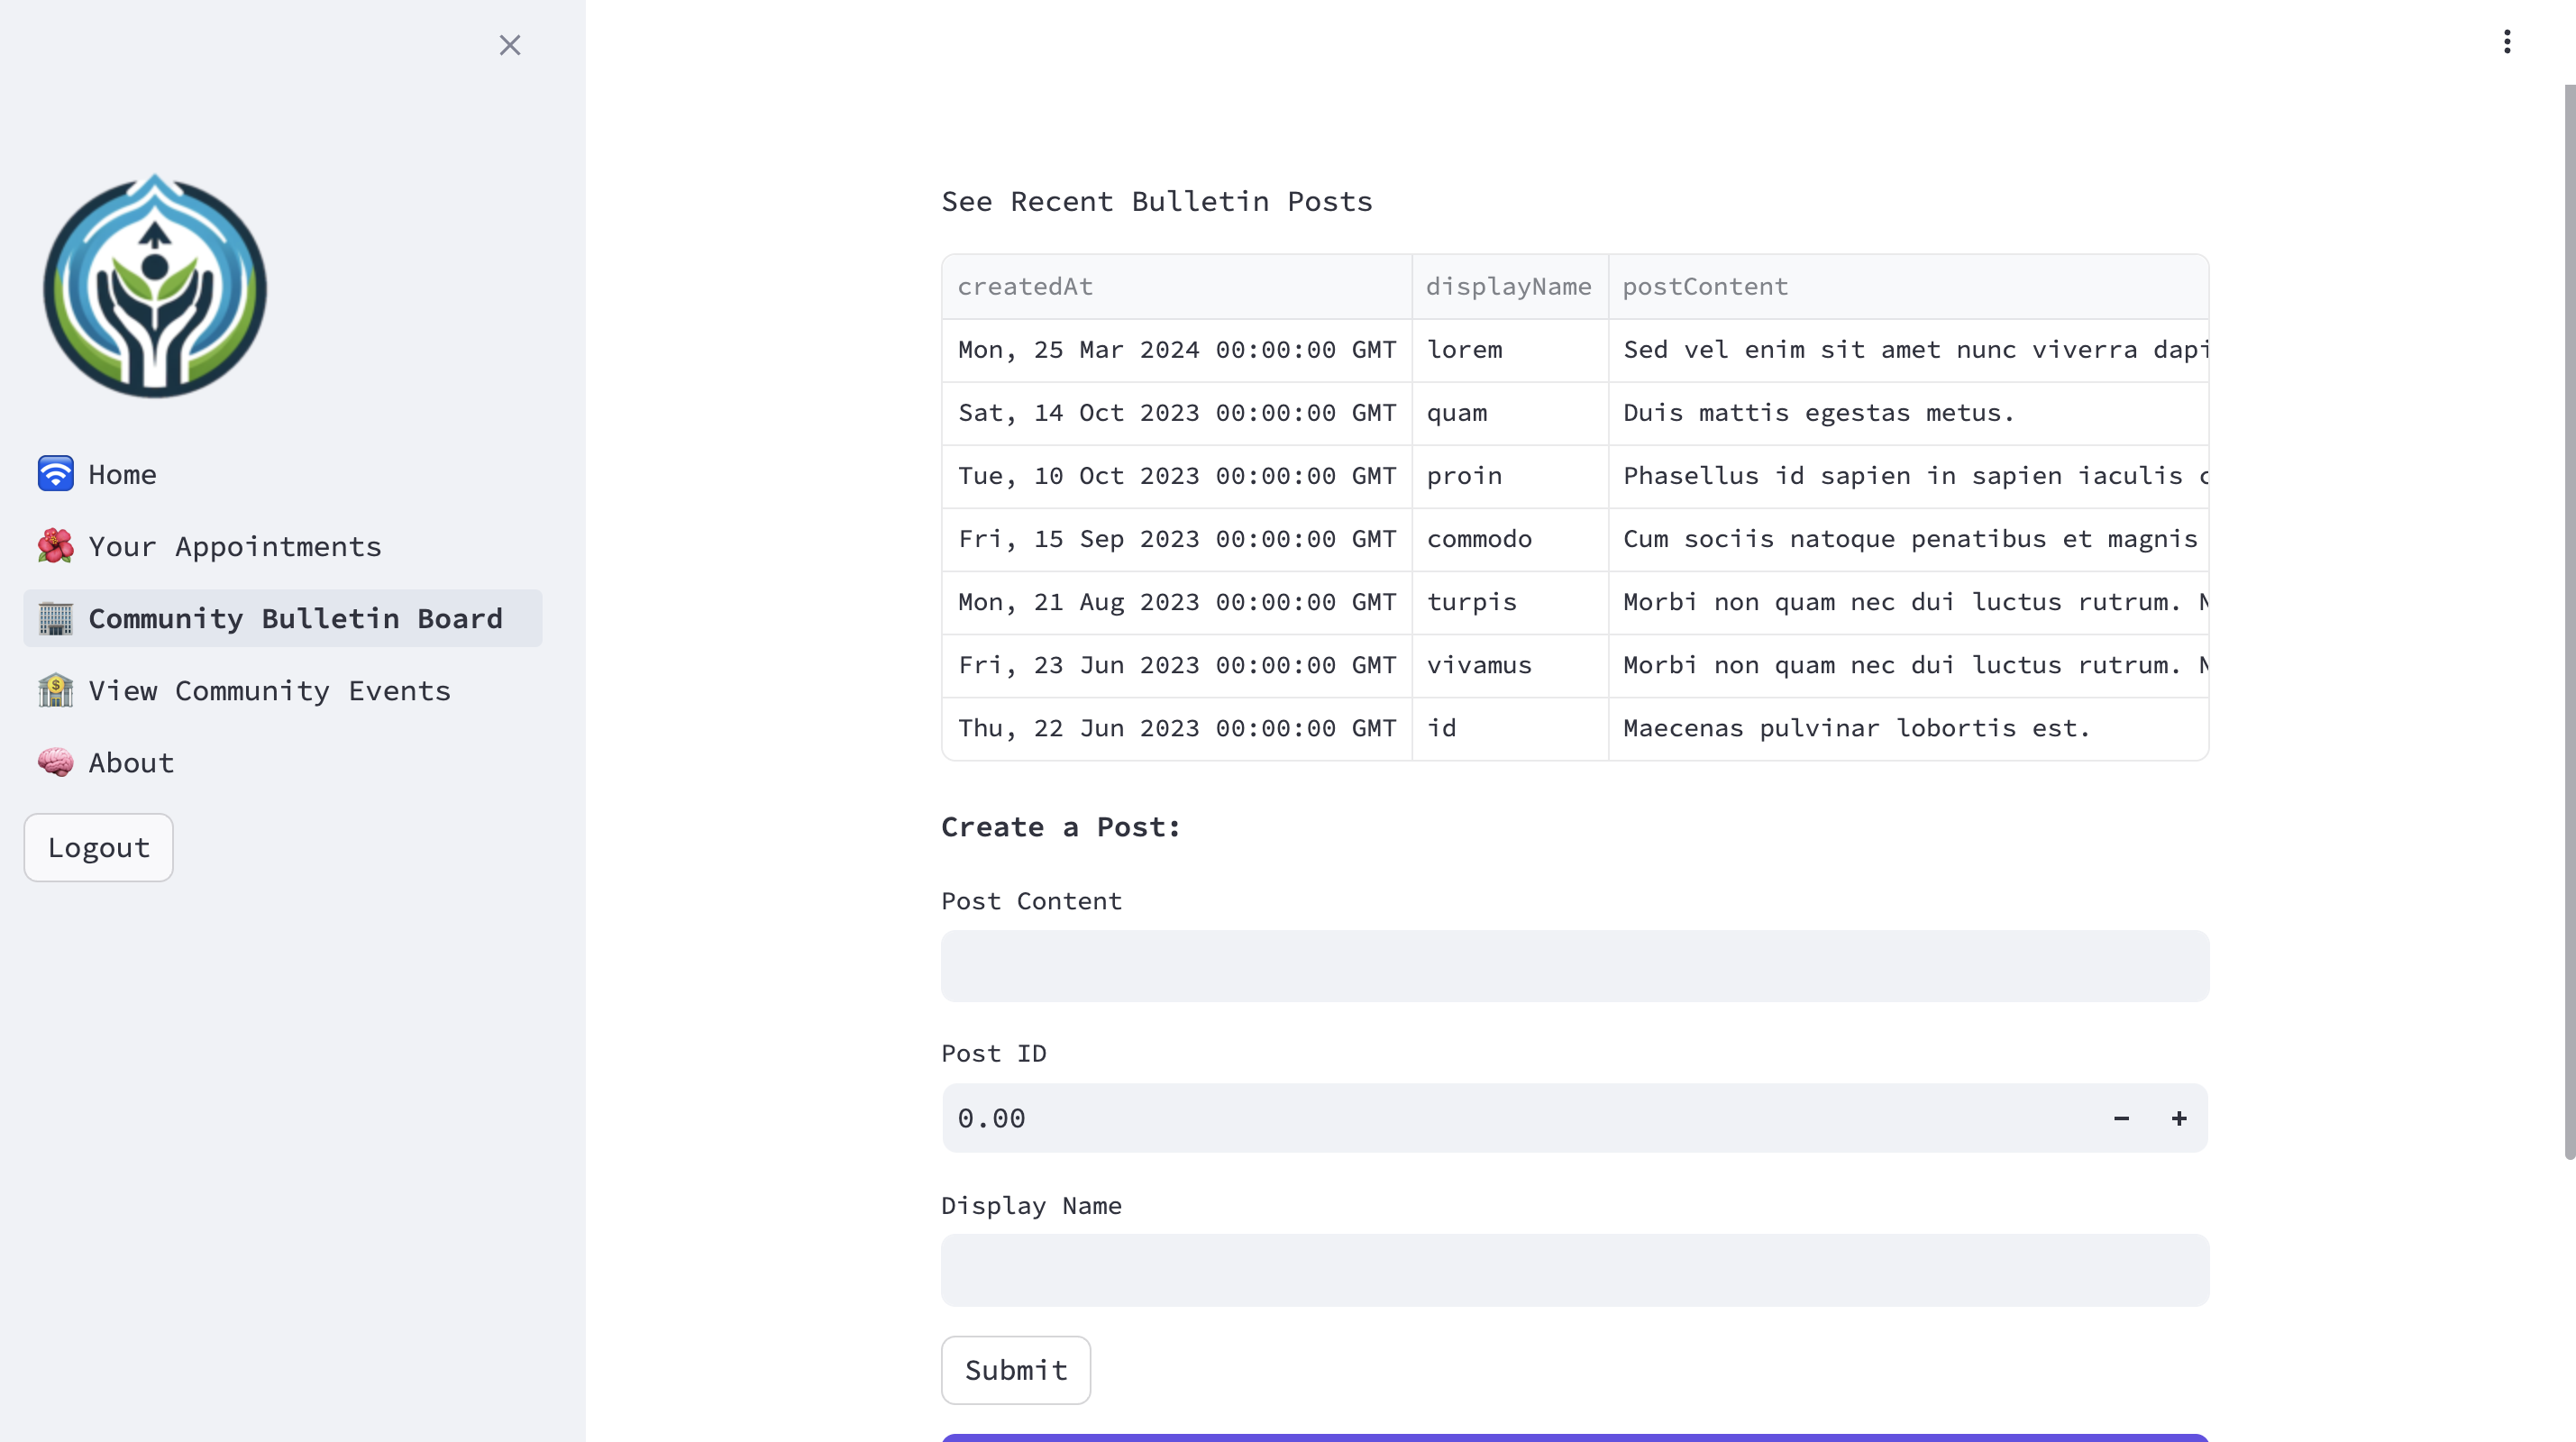 Home
Your Appointments
Community Bulletin Board
View Community Events
About
Logout
See Recent Bulletin Posts
createdAt displayName postContent
Mon, 25 Mar 2024 00:00:00 GMT lorem Sed vel enim sit amet nunc viverra dapi
Sat, 14 Oct 2023 00:00:00 GMT quam Duis mattis egestas metus.
Tue, 10 Oct 2023 00:00:00 GMT proin Phasellus id sapien in sapien iaculis c
Fri, 15 Sep 2023 00:00:00 GMT commodo Cum sociis natoque penatibus et magnis
Mon, 21 Aug 2023 00:00:00 GMT turpis Morbi non quam nec dui luctus rutrum. N
Fri, 23 Jun 2023 00:00:00 GMT vivamus Morbi non quam nec dui luctus rutrum. N
Thu, 22 Jun 2023 00:00:00 GMT id Maecenas pulvinar lobortis est.
Create a Post:
Post Content
Post ID
0.00 − +
Display Name
Submit